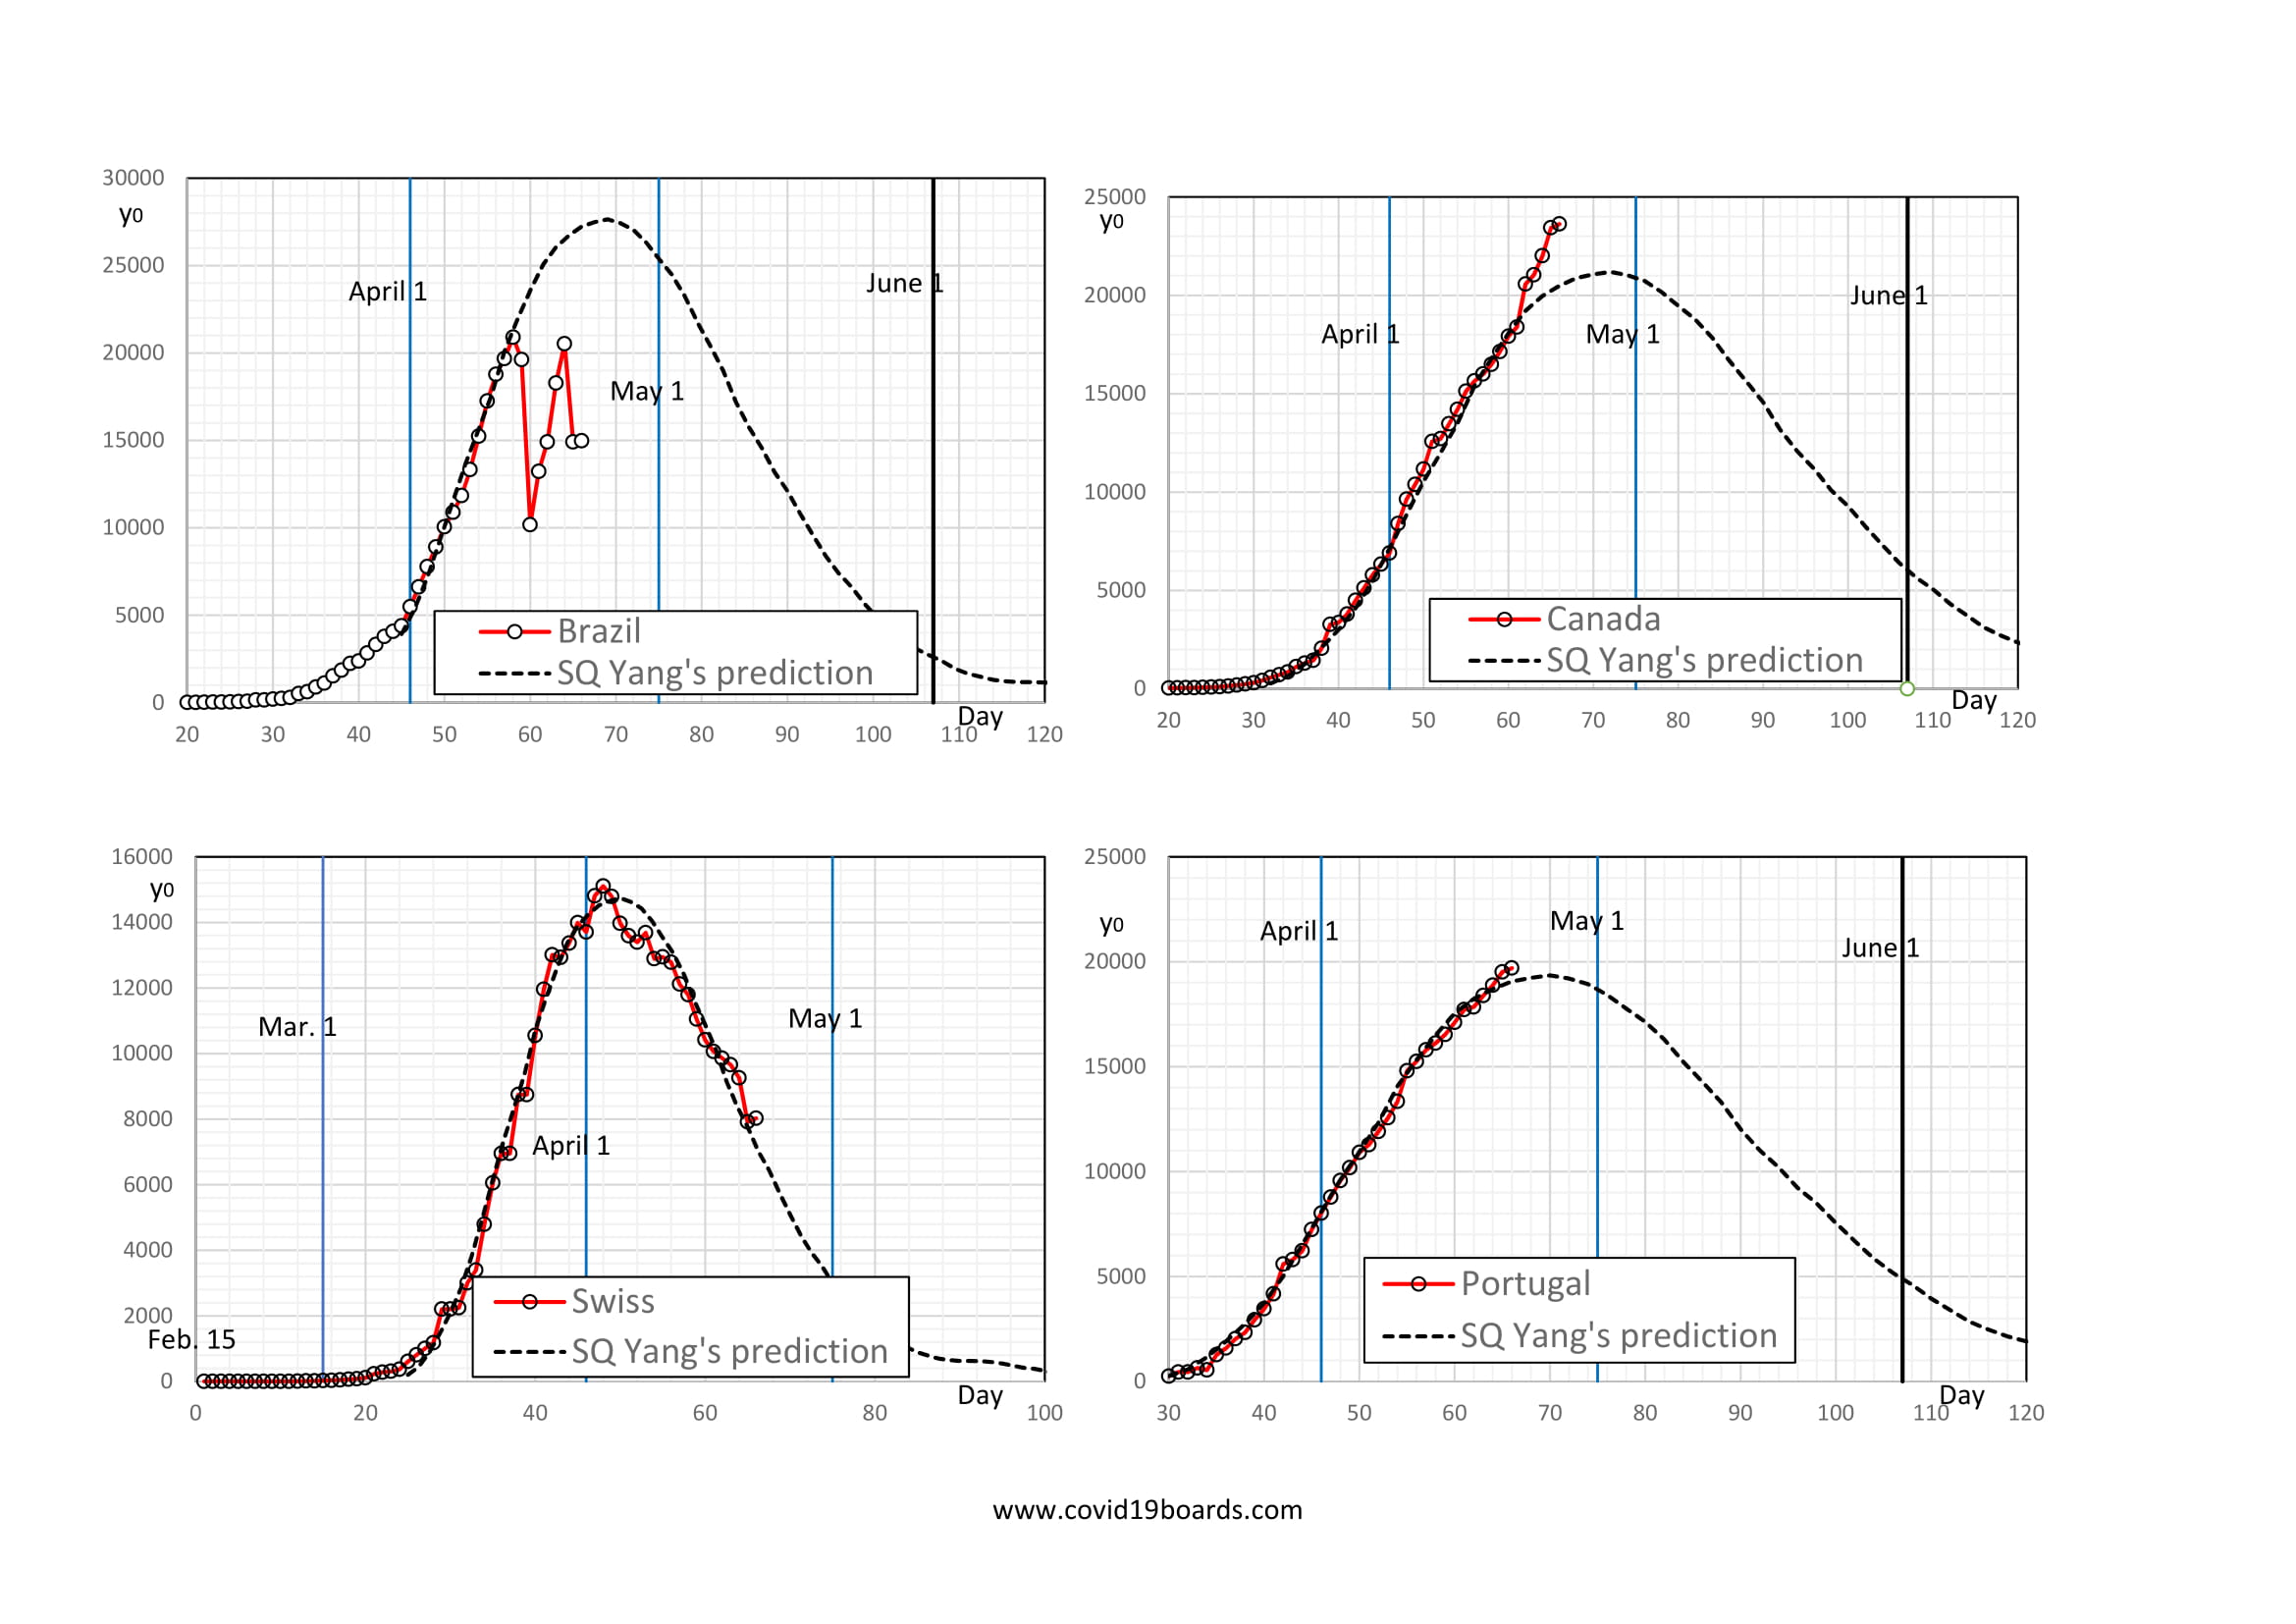 30000
y0
25000
April 1
June 1
20000
May 1
15000
10000
5000
Brazil
SQ Yang's prediction
0
Day
20 30 40 50 60 70 80 90 100 110 120
25000
y0
20000
June 1
April 1
May 1
15000
10000
5000
Canada
SQ Yang's prediction
0
Day
20 30 40 50 60 70 80 90 100 110 120
16000
y0
14000
12000
Mar. 1
May 1
10000
8000
April 1
6000
4000
Swiss
2000
Feb. 15
SQ Yang's prediction
0
Day
0 20 40 60 80 100
25000
y0
May 1
April 1
June 1
20000
15000
10000
5000
Portugal
SQ Yang's prediction
0
Day
30 40 50 60 70 80 90 100 110 120
www.covid19boards.com